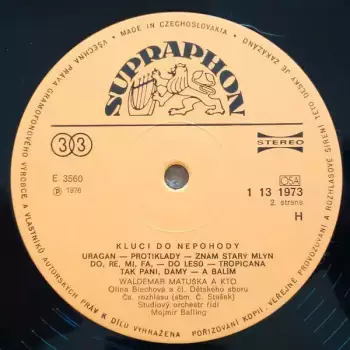 MADE IN CZECHOSLOVAKIA
VŠECHNA PRÁVA GRAMOFONOVÉHO VÝROBCE A VLASTNÍKŮ AUTORSKÝCH PRÁV K DÍLU VYHRAZENA
POŘIZOVÁNÍ KOPIÍ, VEŘEJNÉ PROVOZOVÁNÍ A ROZHLASOVÉ ŠÍŘENÍ TÉTO DESKY JE ZAKÁZÁNO
SUPRAPHON
33
STEREO
E 3560
Ⓟ 1976
OSA
1 13 1973
2. strana
H
KLUCI DO NEPOHODY
URAGAN — PROTIKLADY — ZNÁM STARÝ MLÝN
DO, RE, MI, FA, — DO LESO — TROPICANA
TAK PÁNI, DÁMY — A BALÍM
WALDEMAR MATUŠKA A KTO
Olina Blechová a čl. Dětského sboru
Čs. rozhlasu (sbm. Č. Stašek)
Studiový orchestr řídí
Mojmír Balling